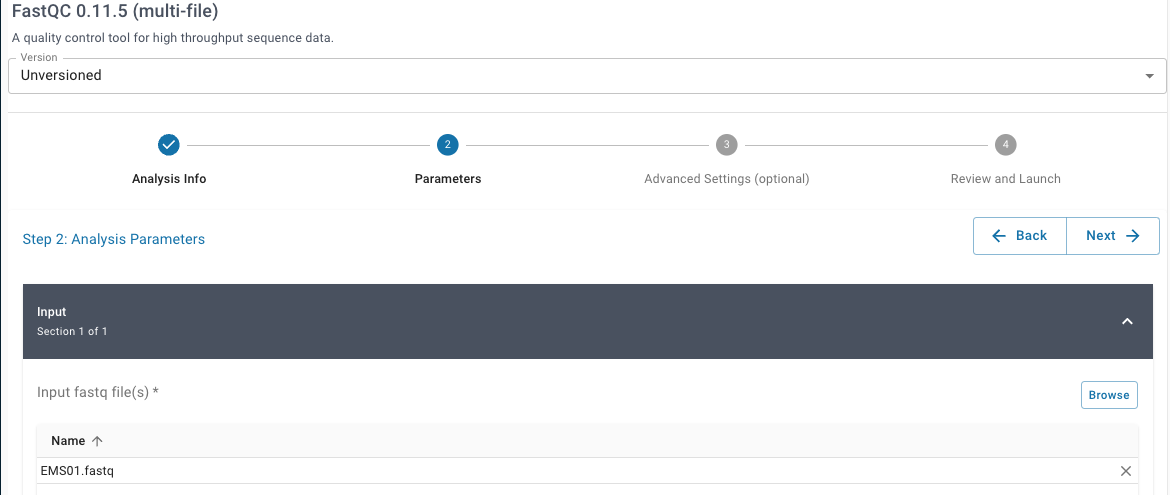 FastQC 0.11.5 (multi-file)
A quality control tool for high throughput sequence data.
Version
Unversioned
2
3
4
Analysis Info
Parameters
Advanced Settings (optional)
Review and Launch
Step 2: Analysis Parameters
Back
Next
Input
Section 1 of 1
Input fastq file(s) *
Browse
Name
EMS01.fastq